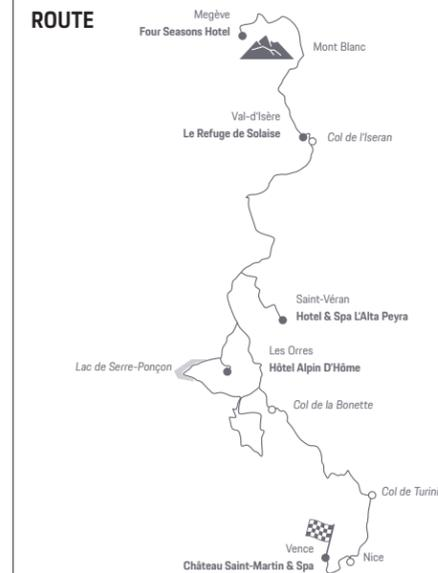 ROUTE
Megève
Four Seasons Hotel
Mont Blanc
Val-d'Isère
Le Refuge de Solaise
Col de l'Iseran
Saint-Véran
Hotel & Spa L'Alta Peyra
Les Orres
Hôtel Alpin D'Hôme
Lac de Serre-Ponçon
Col de la Bonette
Col de Turini
Vence
Château Saint-Martin & Spa
Nice